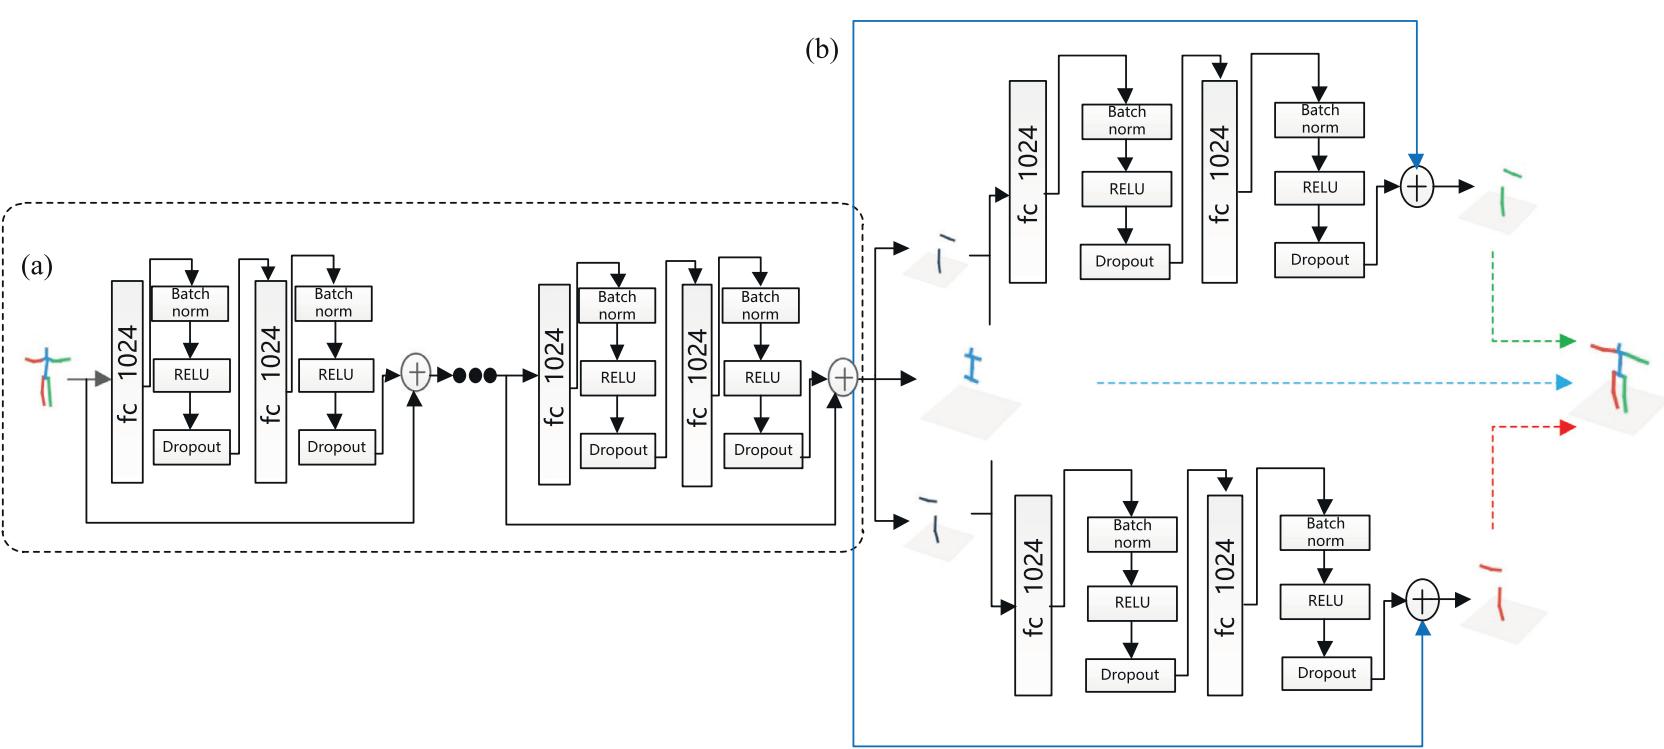 (a)
fc 1024
Batch
norm
RELU
Dropout
fc 1024
Batch
norm
RELU
Dropout
fc 1024
Batch
norm
RELU
Dropout
fc 1024
Batch
norm
RELU
Dropout
(b)
fc 1024
Batch
norm
RELU
Dropout
fc 1024
Batch
norm
RELU
Dropout
fc 1024
Batch
norm
RELU
Dropout
fc 1024
Batch
norm
RELU
Dropout